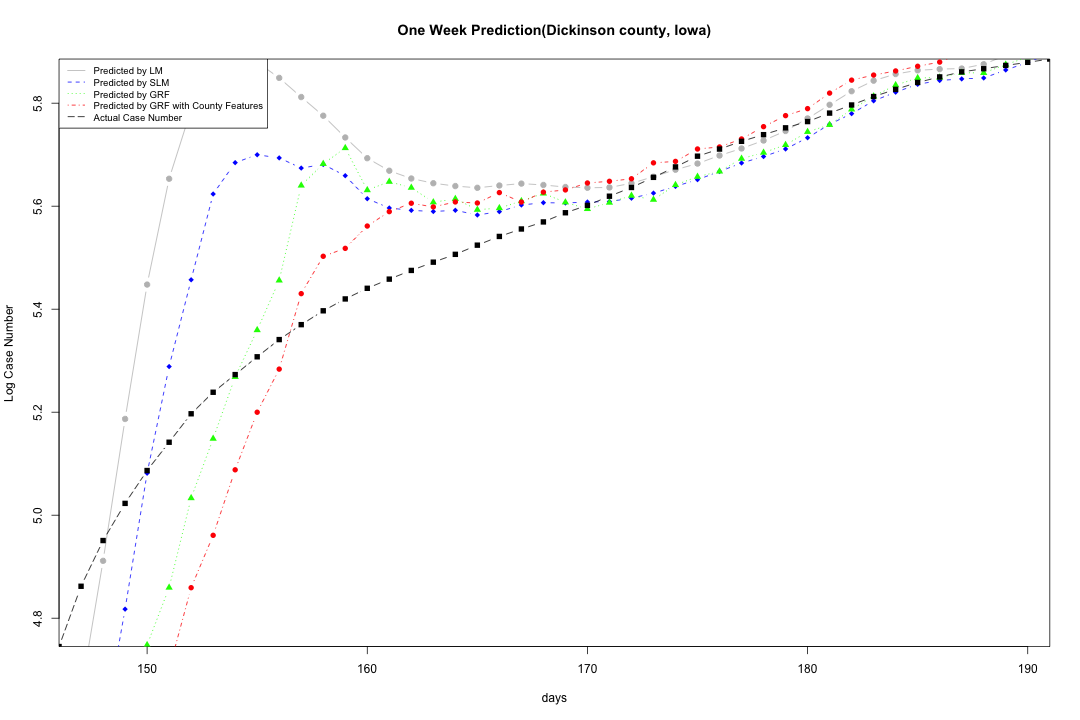 One Week Prediction(Dickinson county, Iowa)
Predicted by LM
Predicted by SLM
Predicted by GRF
Predicted by GRF with County Features
Actual Case Number
Log Case Number
5.8
5.6
5.4
5.2
5.0
4.8
150 160 170 180 190
days